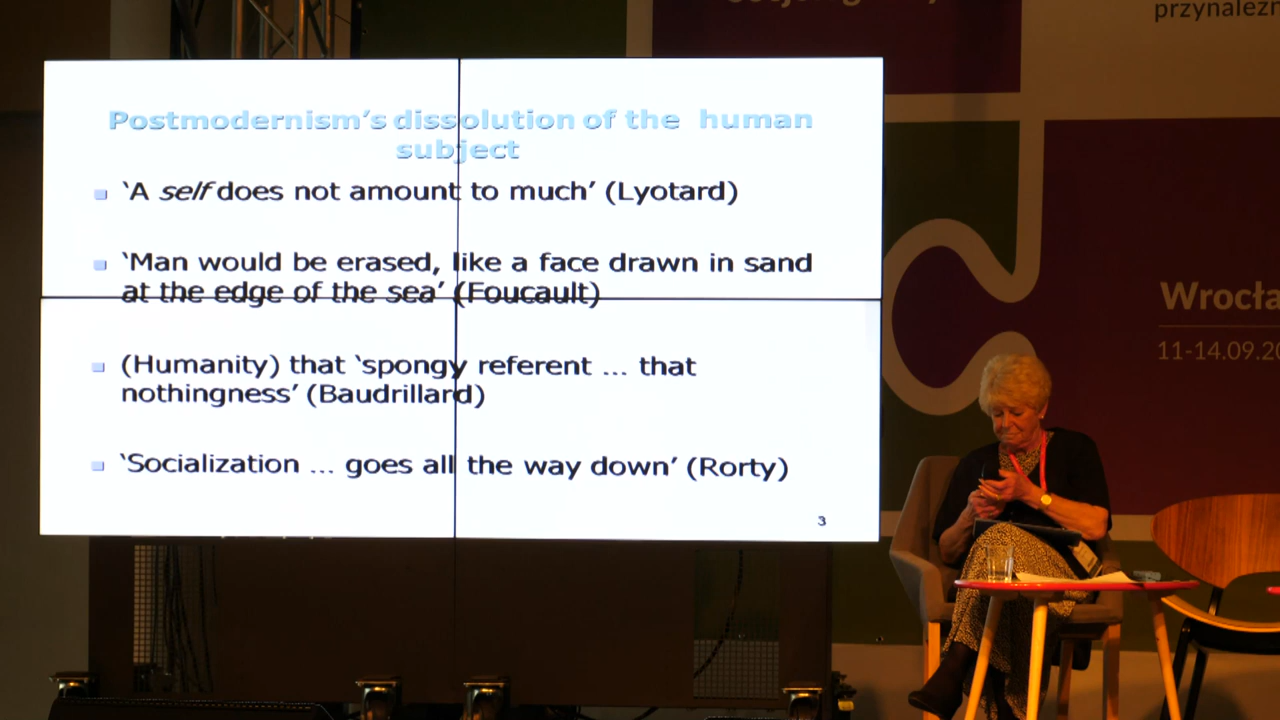 przynależn
Postmodernism's dissolution of the human
subject
'A self does not amount to much' (Lyotard)
'Man would be erased, like a face drawn in sand
at the edge of the sea' (Foucault)
(Humanity) that 'spongy referent ... that
nothingness' (Baudrillard)
'Socialization ... goes all the way down' (Rorty)
3
Wrocła
11-14.09.20